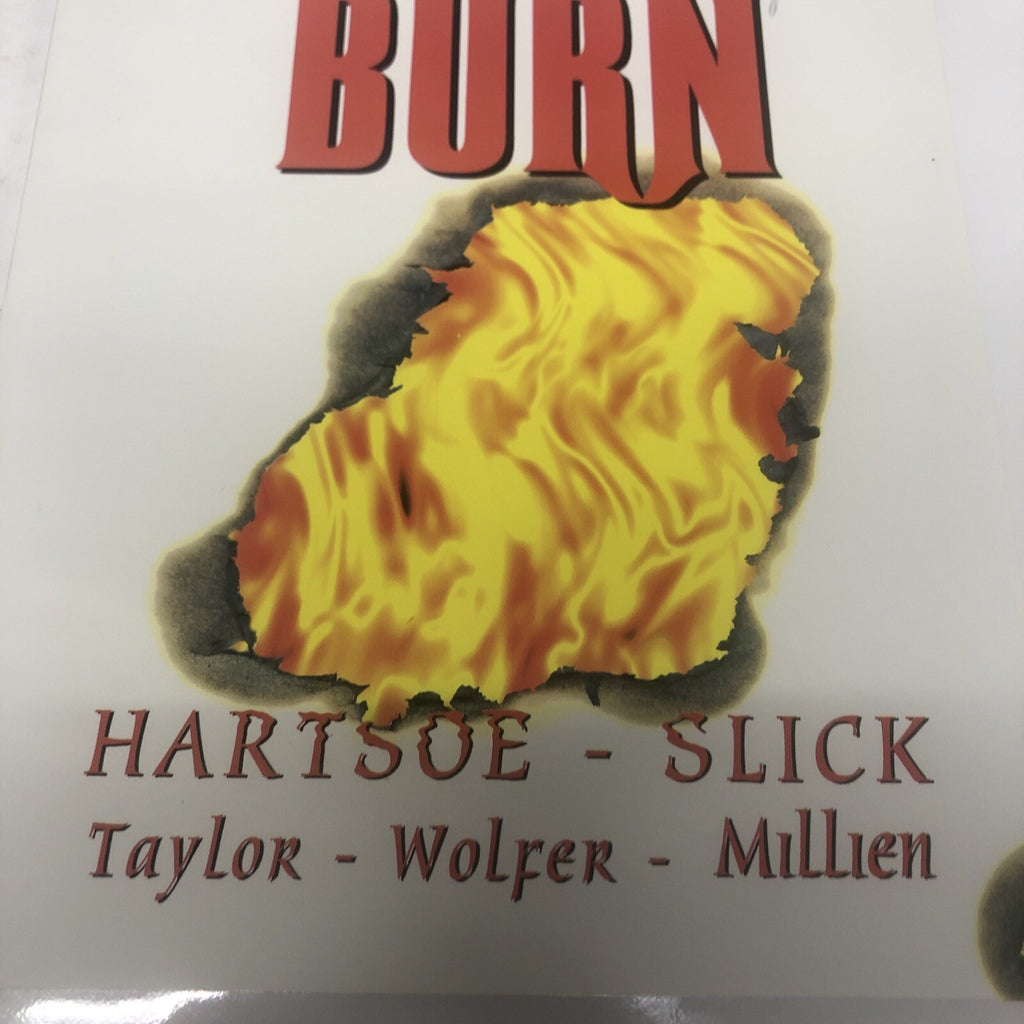 BURN
HARTSOE - SLICK
Taylor - Wolfer - Millien